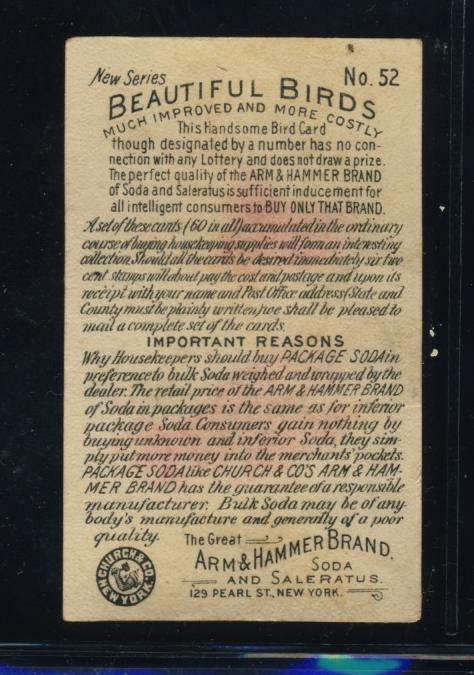 New Series No. 52
BEAUTIFUL BIRDS
MUCH IMPROVED AND MORE COSTLY
This Handsome Bird Card
though designated by a number has no con-
nection with any Lottery and does not draw a prize.
The perfect quality of the ARM & HAMMER BRAND
of Soda and Saleratus is sufficient inducement for
all intelligent consumers to BUY ONLY THAT BRAND.
A set of these cards (60 in all) accumulated in the ordinary
course of buying housekeeping supplies will form an interesting
collection Should all the cards be desired immediately six two
cent stamps will about pay the cost and postage and upon its
receipt with your name and Post Office address (State and
County must be plainly written) we shall be pleased to
mail a complete set of the cards.
IMPORTANT REASONS
Why Housekeepers should buy PACKAGE SODA in
preference to bulk Soda weighed and wrapped by the
dealer. The retail price of the ARM & HAMMER BRAND
of Soda in packages is the same as for inferior
package Soda. Consumers gain nothing by
buying unknown and inferior Soda, they sim-
ply put more money into the merchants' pockets.
PACKAGE SODA like CHURCH & CO'S ARM & HAM-
MER BRAND has the guarantee of a responsible
manufacturer. Bulk Soda may be of any-
body's manufacture and generally of a poor
quality.
The Great
ARM & HAMMER BRAND.
SODA
AND SALERATUS.
129 PEARL ST., NEW YORK.
CHURCH & CO.
NEW YORK